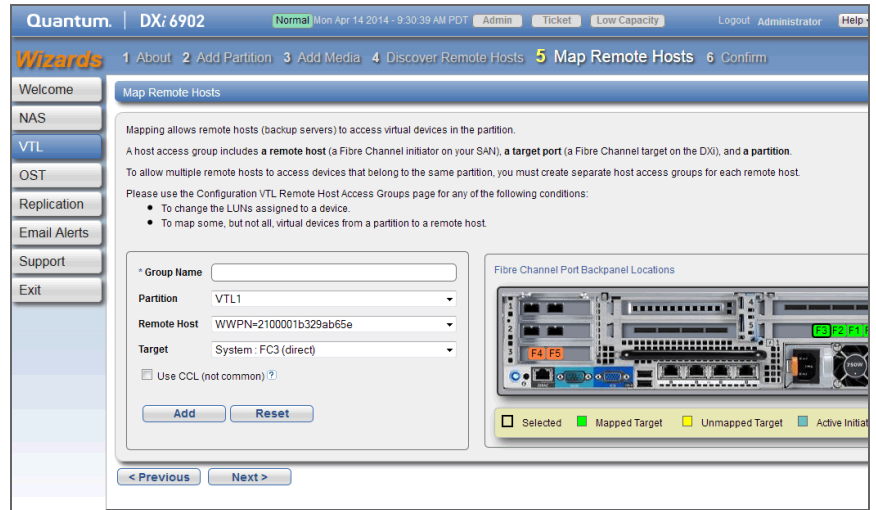 Quantum. DXi 6902 Normal Mon Apr 14 2014 - 9:30:39 AM PDT Admin Ticket Low Capacity Logout Administrator Help
Wizards 1 About 2 Add Partition 3 Add Media 4 Discover Remote Hosts 5 Map Remote Hosts 6 Confirm
Welcome
NAS
VTL
OST
Replication
Email Alerts
Support
Exit
Map Remote Hosts
Mapping allows remote hosts (backup servers) to access virtual devices in the partition.
A host access group includes a remote host (a Fibre Channel initiator on your SAN), a target port (a Fibre Channel target on the DXi), and a partition.
To allow multiple remote hosts to access devices that belong to the same partition, you must create separate host access groups for each remote host.
Please use the Configuration VTL Remote Host Access Groups page for any of the following conditions:
• To change the LUNs assigned to a device.
• To map some, but not all, virtual devices from a partition to a remote host.
* Group Name
Partition VTL1
Remote Host WWPN=2100001b329ab65e
Target System : FC3 (direct)
Use CCL (not common) ?
Add Reset
Fibre Channel Port Backpanel Locations
1
2
3
4
5
F4 F5
F3 F2 F1
750W
Selected Mapped Target Unmapped Target Active Initiat
< Previous Next >